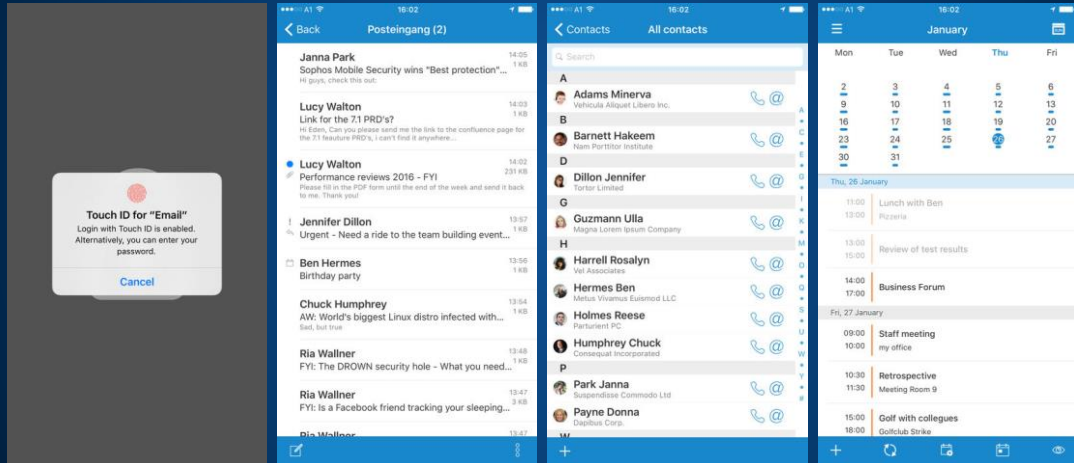 Touch ID for “Email”
Login with Touch ID is enabled.
Alternatively, you can enter your
password.
Cancel
A1 16:02
Back Posteingang (2)
Janna Park 14:05
Sophos Mobile Security wins "Best protection"... 1 KB
Hi guys, check this out:
Lucy Walton 14:03
Link for the 7.1 PRD's? 1 KB
Hi Eden, Can you please send me the link to the confluence page for
the 7.1 feauture PRD's, i can't find it anywhere...
Lucy Walton 14:02
Performance reviews 2016 - FYI 231 KB
Please fill in the PDF form until the end of the week and send it back
to me. Thank you!
Jennifer Dillon 13:57
Urgent - Need a ride to the team building event... 1 KB
Ben Hermes 13:56
Birthday party 1 KB
Chuck Humphrey 13:54
AW: World's biggest Linux distro infected with... 1 KB
Sad, but true
Ria Wallner 13:48
FYI: The DROWN security hole - What you need... 1 KB
Ria Wallner 13:47
FYI: Is a Facebook friend tracking your sleeping... 3 KB
Ria Wallner 13:47
A1 16:02
Contacts All contacts
Search
A
Adams Minerva
Vehicula Aliquet Libero Inc.
B
Barnett Hakeem
Nam Porttitor Institute
D
Dillon Jennifer
Tortor Limited
G
Guzmann Ulla
Magna Lorem Ipsum Company
H
Harrell Rosalyn
Vel Associates
Hermes Ben
Metus Vivamus Euismod LLC
Holmes Reese
Parturient PC
Humphrey Chuck
Consequat Incorporated
P
Park Janna
Suspendisse Commodo Ltd
Payne Donna
Dapibus Corp.
W
A
C
E
G
I
K
M
O
Q
S
U
W
Y
#
A1 16:02
January
Mon Tue Wed Thu Fri
2 3 4 5 6
9 10 11 12 13
16 17 18 19 20
23 24 25 26 27
30 31
Thu, 26 January
11:00 Lunch with Ben
13:00 Pizzeria
13:00 Review of test results
15:00
14:00 Business Forum
17:00
Fri, 27 January
09:00 Staff meeting
10:00 my office
10:30 Retrospective
11:30 Meeting Room 9
15:00 Golf with collegues
18:00 Golfclub Strike